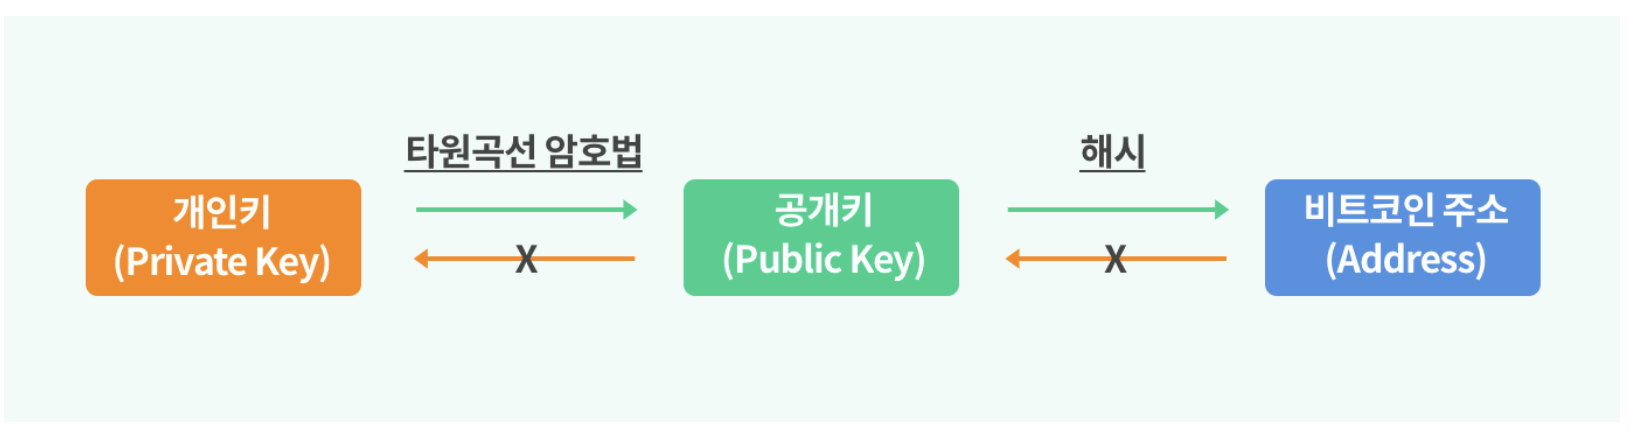 타원곡선 암호법
해시
개인키
(Private Key)
X
공개키
(Public Key)
X
비트코인 주소
(Address)